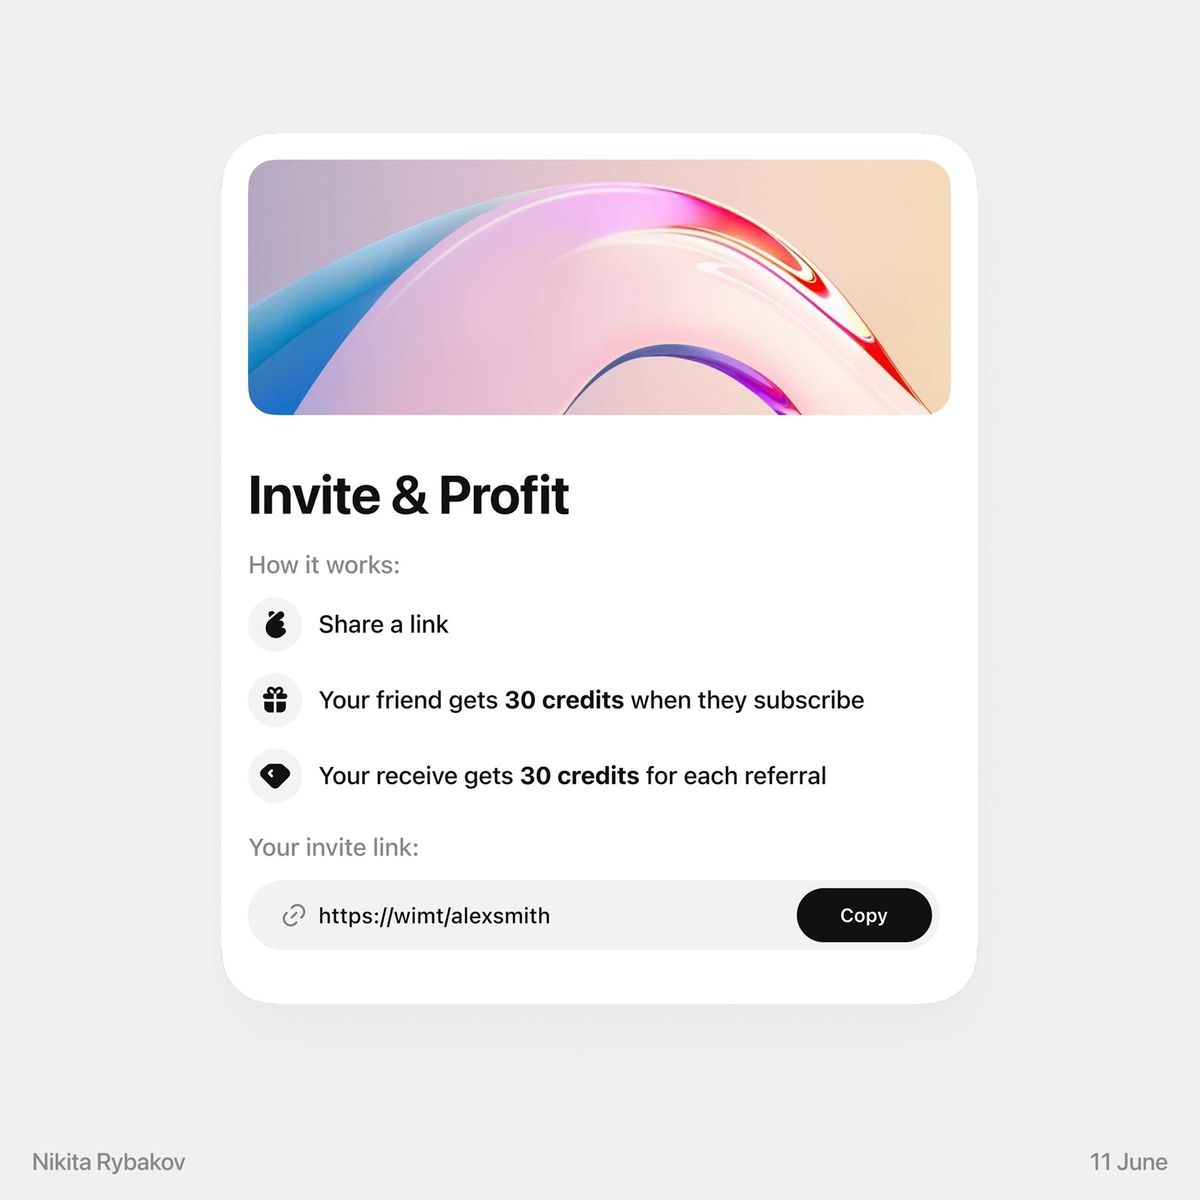 Invite & Profit
How it works:
Share a link
Your friend gets 30 credits when they subscribe
Your receive gets 30 credits for each referral
Your invite link:
https://wimt/alexsmith
Copy
Nikita Rybakov
11 June